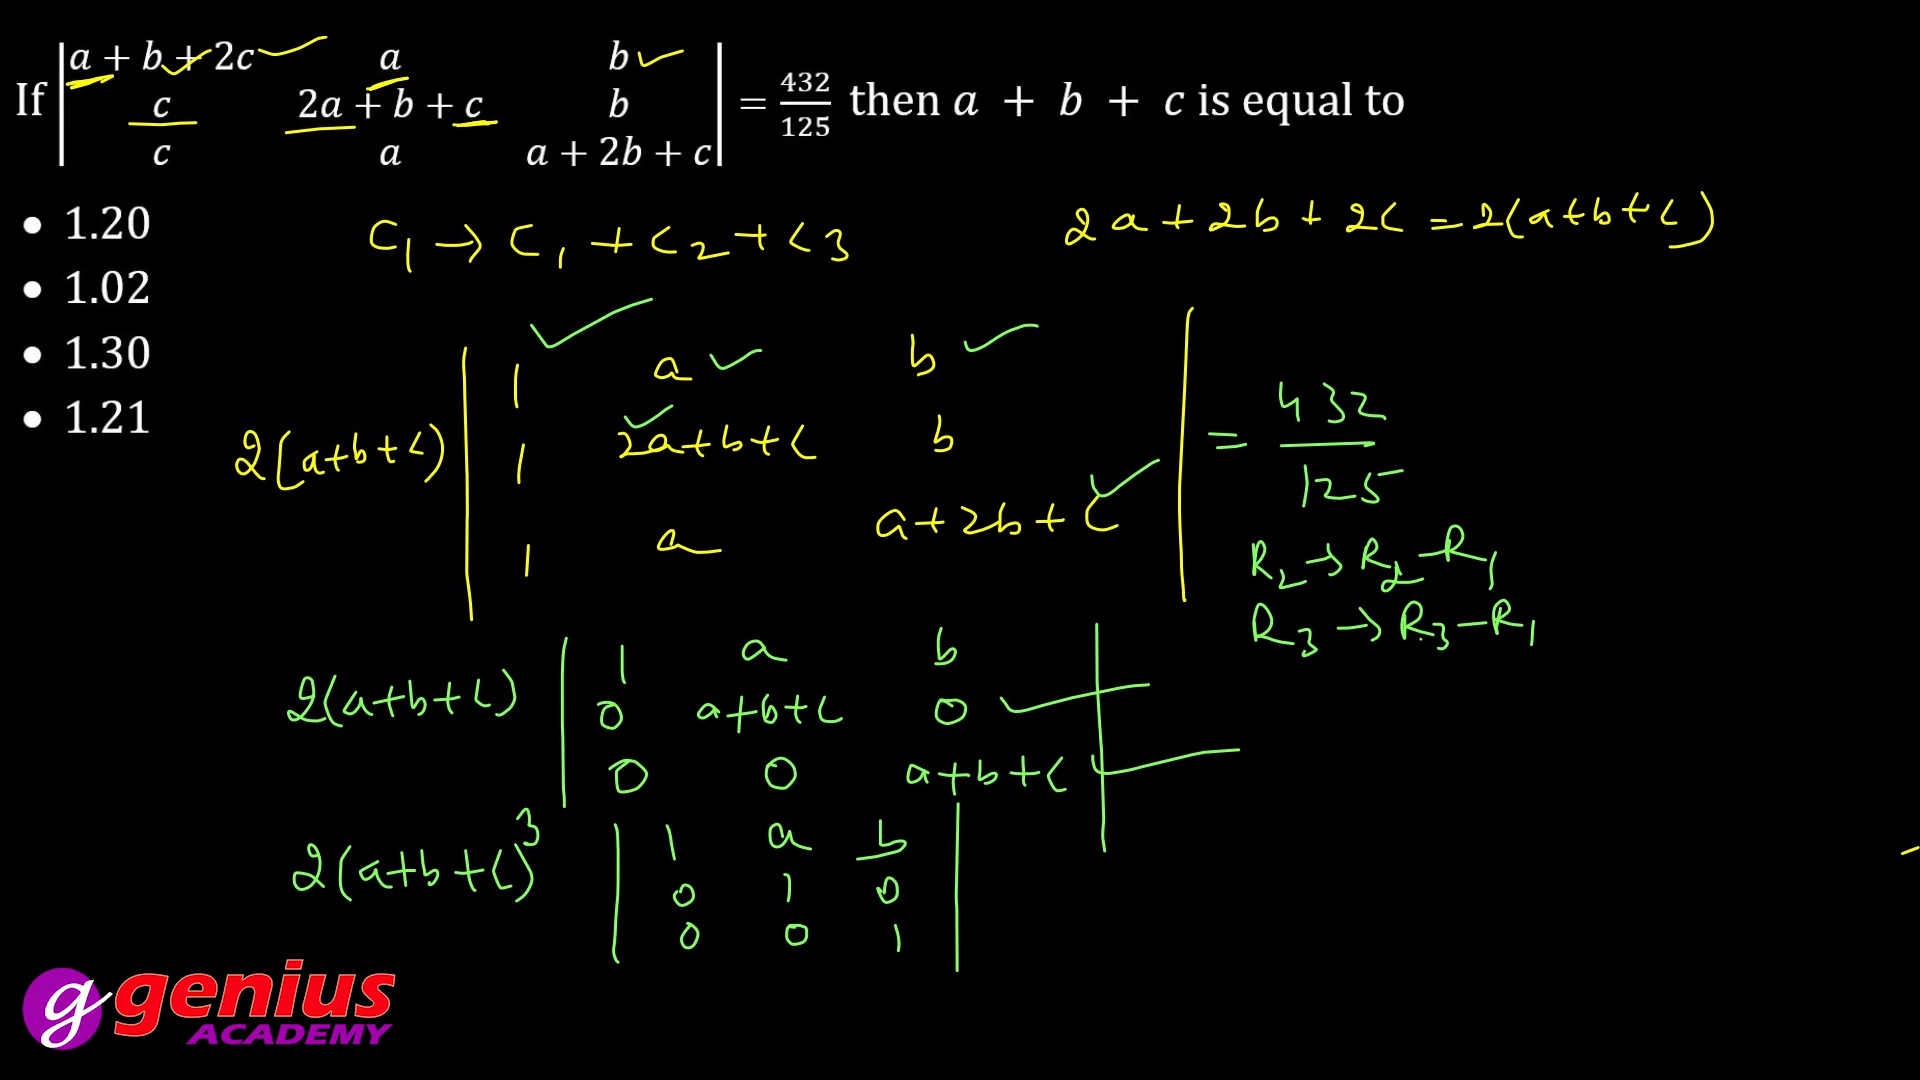 If | a + b + 2c a b |
| c 2a + b + c b | = 432/125 then a + b + c is equal to
| c a a + 2b + c |
• 1.20
• 1.02
• 1.30
• 1.21
C1 → C1 + C2 + C3
2a + 2b + 2c = 2(a+b+c)
| 1 a b |
2(a+b+c) | 1 2a+b+c b | = 432/125
| 1 a a+2b+c |
R2 → R2 - R1
R3 → R3 - R1
| 1 a b |
2(a+b+c) | 0 a+b+c 0 |
| 0 0 a+b+c |
| 1 a b |
2(a+b+c)^3 | 0 1 0 |
| 0 0 1 |
g genius
ACADEMY